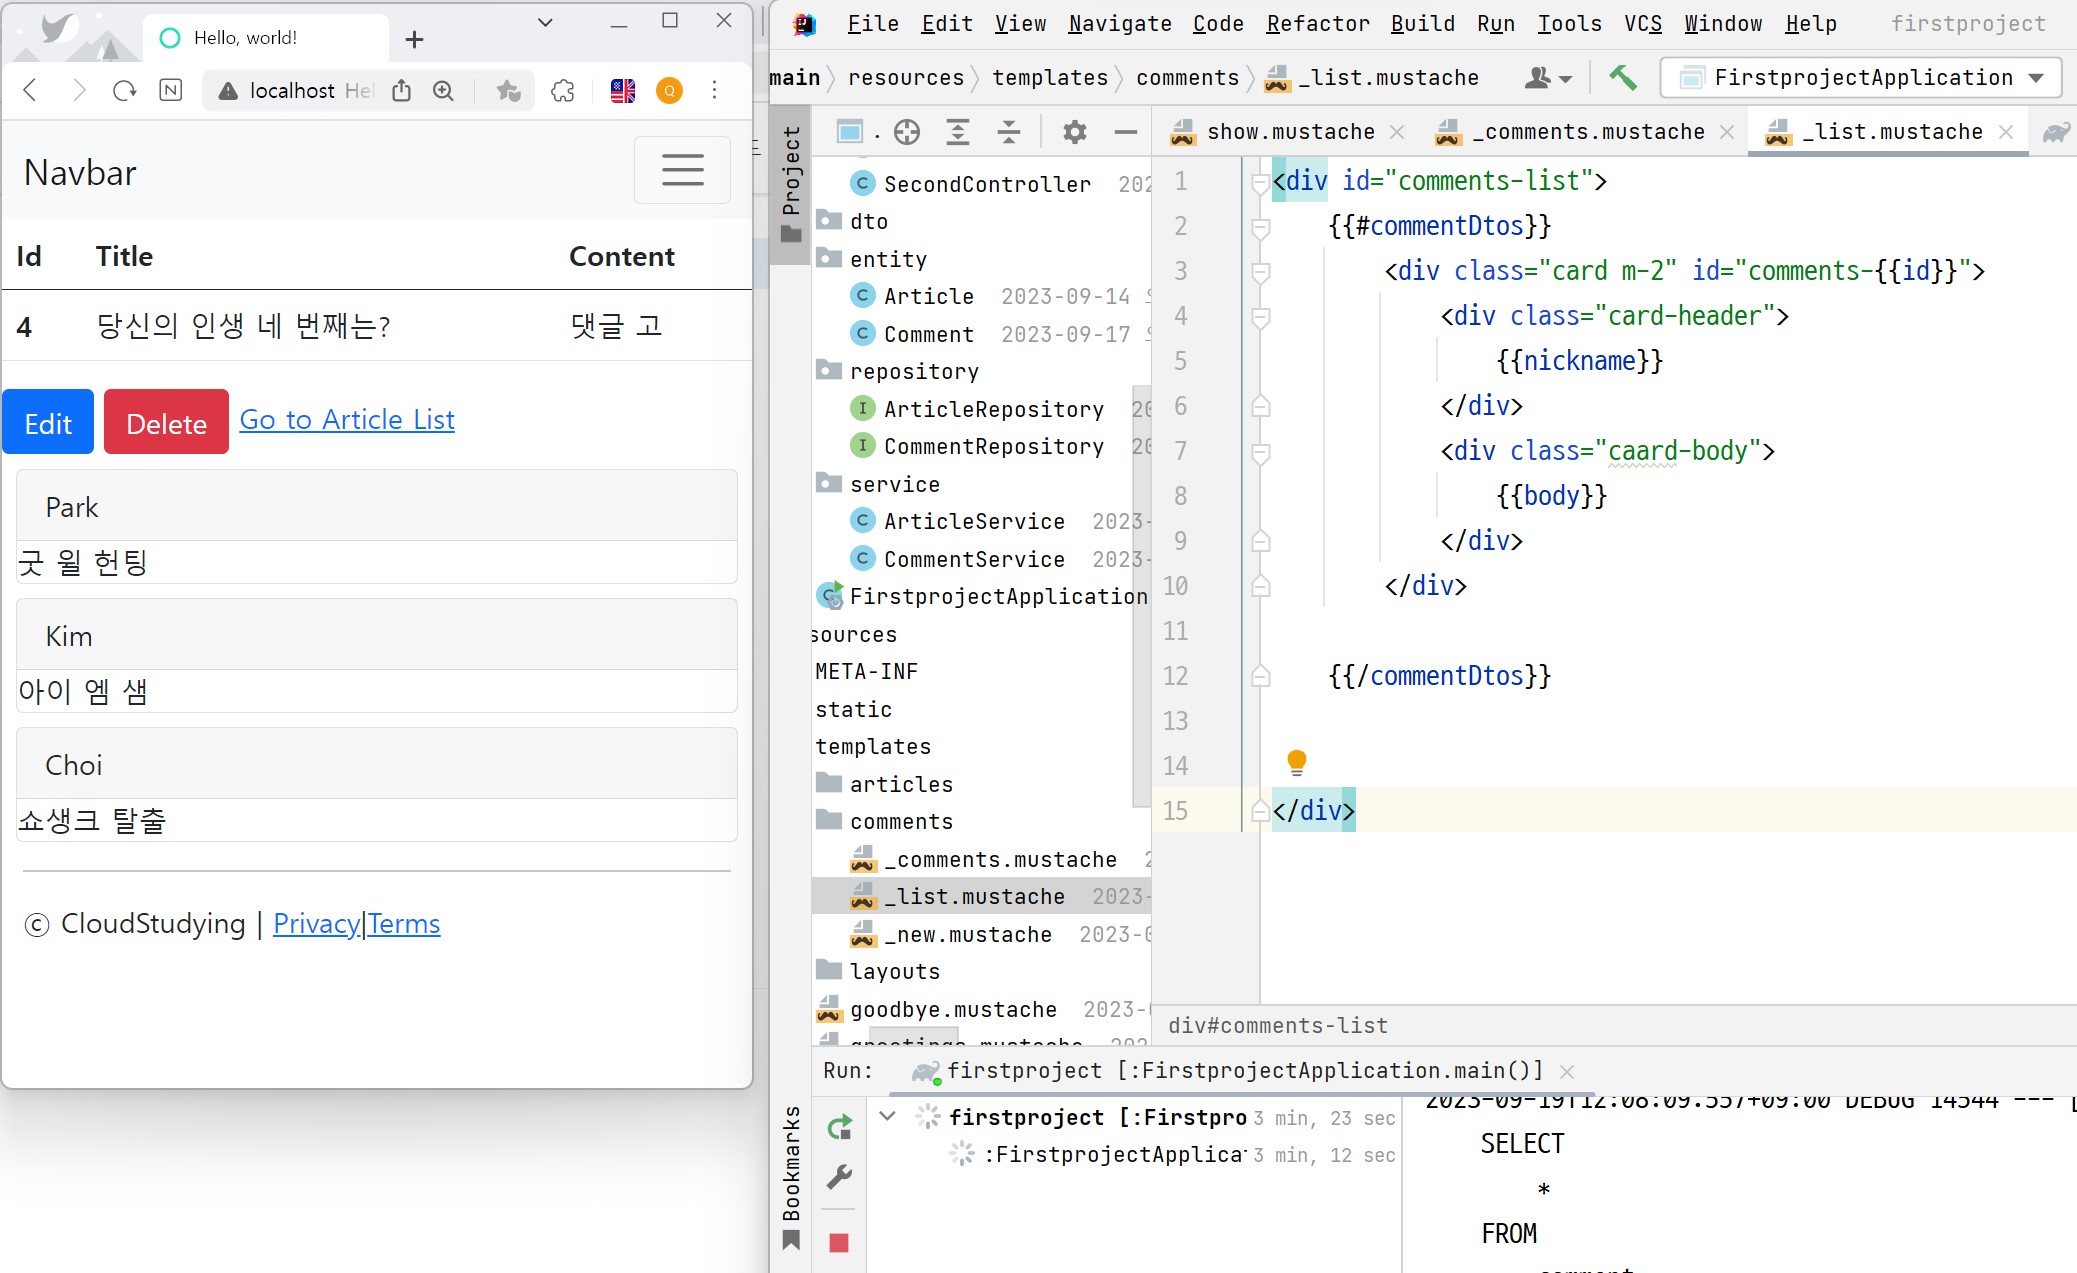 Hello, world!
localhost Hel
Navbar
Id Title Content
4 당신의 인생 네 번째는? 댓글 고
Edit Delete Go to Article List
Park
굿 윌 헌팅
Kim
아이 엠 샘
Choi
쇼생크 탈출
ⓒ CloudStudying | Privacy|Terms
File Edit View Navigate Code Refactor Build Run Tools VCS Window Help firstproject
main resources templates comments _list.mustache FirstprojectApplication
Project
SecondController 202
dto
entity
Article 2023-09-14
Comment 2023-09-17
repository
ArticleRepository 20
CommentRepository 20
service
ArticleService 2023-
CommentService 2023-
FirstprojectApplication
sources
META-INF
static
templates
articles
comments
_comments.mustache 2
_list.mustache 2023-
_new.mustache 2023-0
layouts
goodbye.mustache 2023-
greetings.mustache 202
show.mustache _comments.mustache _list.mustache
1 <div id="comments-list">
2 {{#commentDtos}}
3 <div class="card m-2" id="comments-{{id}}">
4 <div class="card-header">
5 {{nickname}}
6 </div>
7 <div class="caard-body">
8 {{body}}
9 </div>
10 </div>
11
12 {{/commentDtos}}
13
14
15 </div>
div#comments-list
Run: firstproject [:FirstprojectApplication.main()]
Bookmarks
firstproject [:Firstpro 3 min, 23 sec
:FirstprojectApplica 3 min, 12 sec
2023-09-19T12:08:09.557+09:00 DEBUG 14544 --- [
SELECT
*
FROM
comment